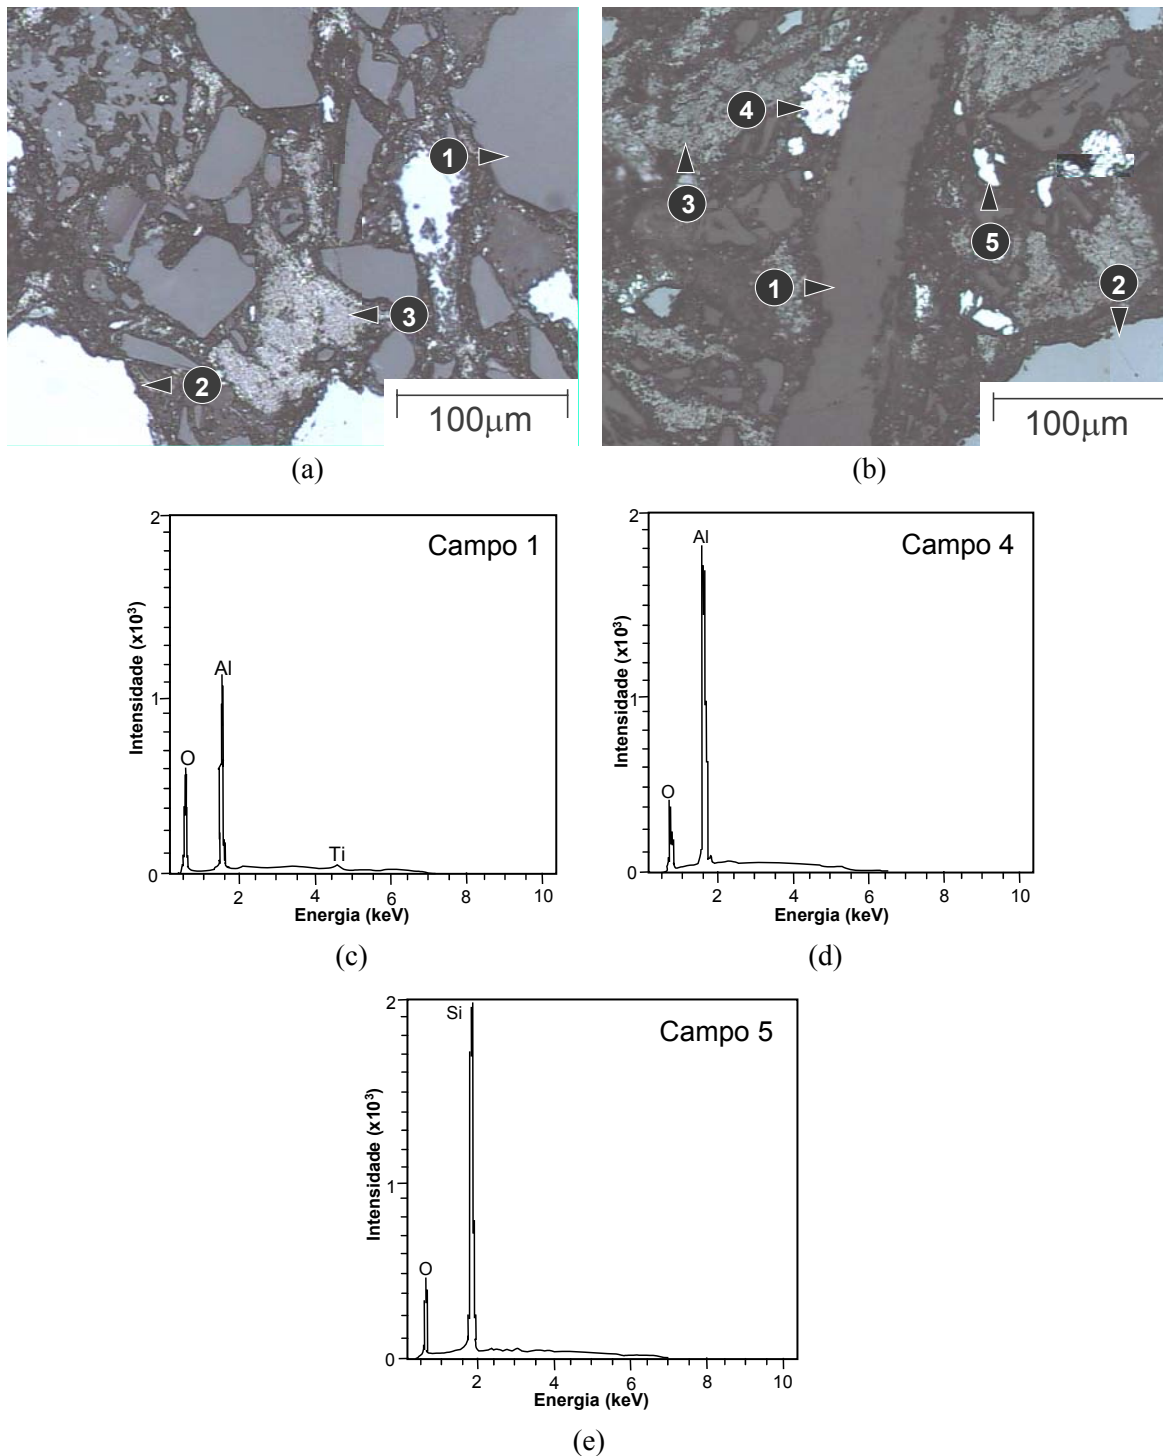 1
2
3
100μm
(a)
4
3
5
1
2
100μm
(b)
Campo 1
Intensidade (x10³)
2
1
0
O
Al
Ti
2
4
6
8
10
Energia (keV)
(c)
Campo 4
Intensidade (x10³)
2
1
0
O
Al
2
4
6
8
10
Energia (keV)
(d)
Campo 5
Intensidade (x10³)
2
1
0
O
Si
2
4
6
8
10
Energia (keV)
(e)